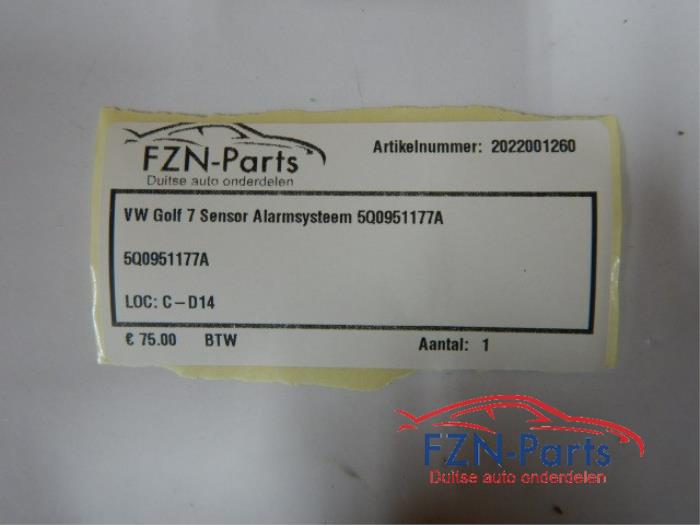 FZN-Parts
Duitse auto onderdelen
Artikelnummer: 2022001260
VW Golf 7 Sensor Alarmsysteem 5Q0951177A
5Q0951177A
LOC: C-D14
€ 75.00 BTW
Aantal: 1
FZN-Parts
Duitse auto onderdelen